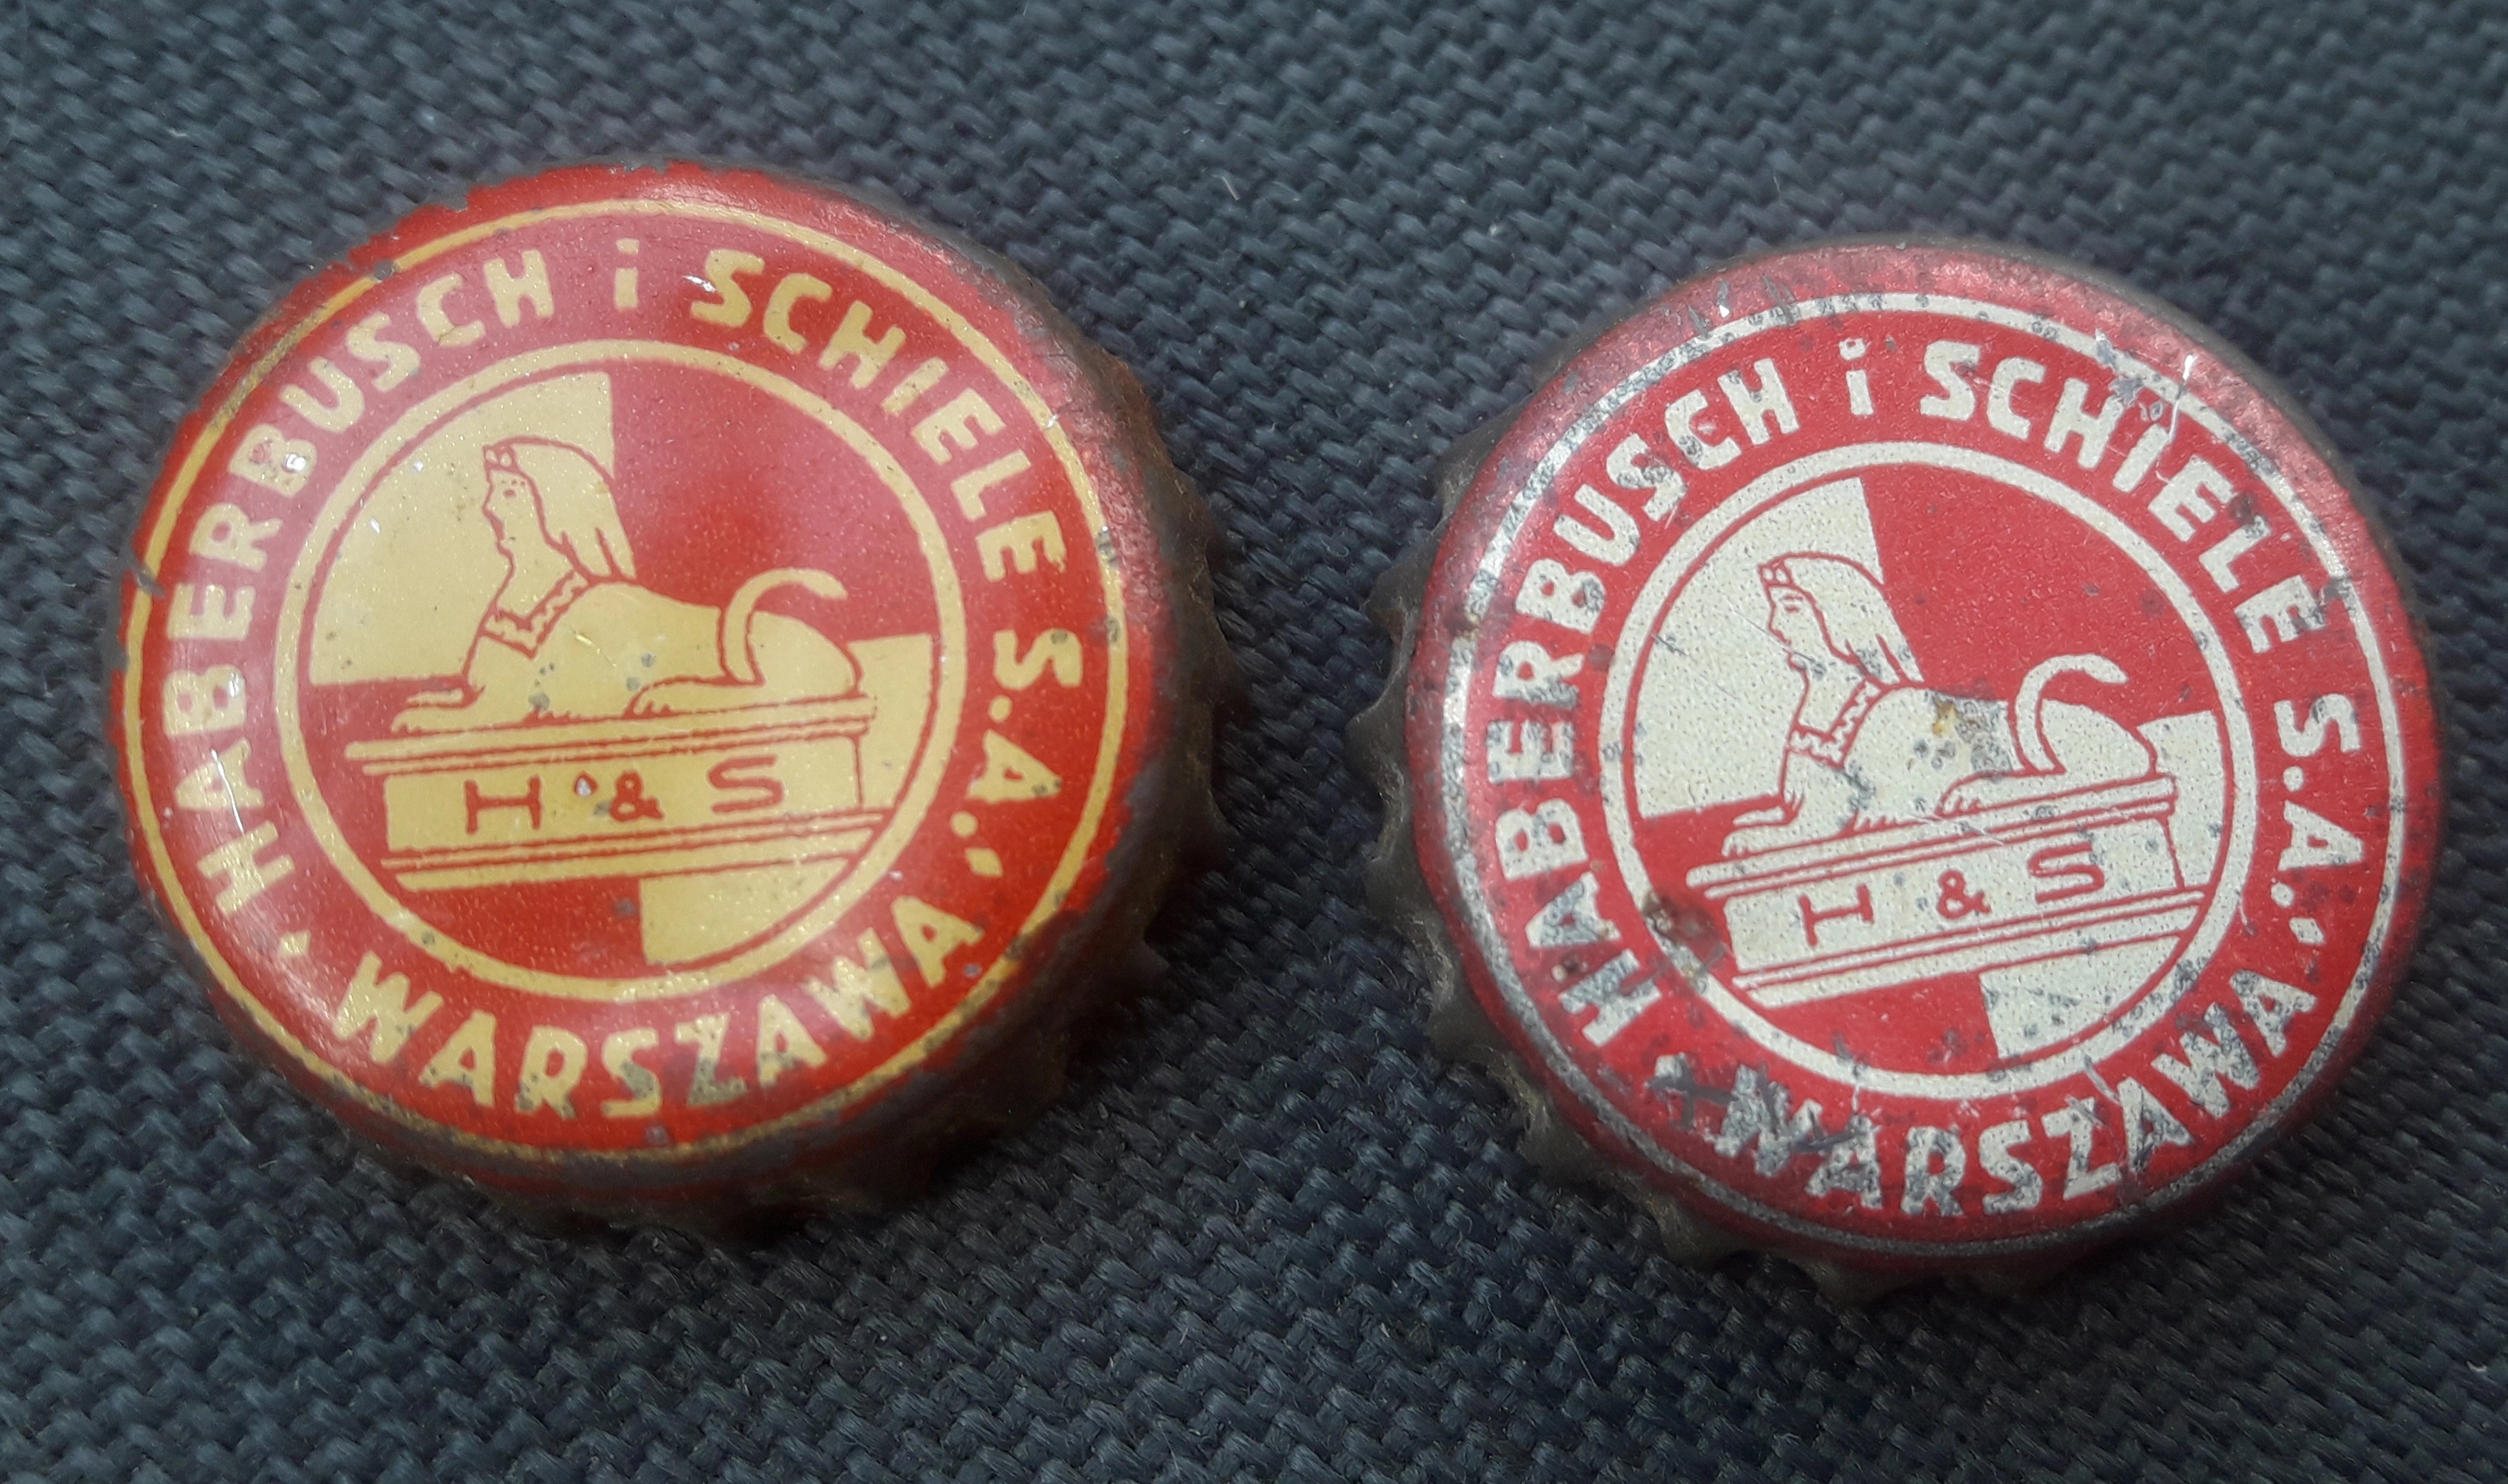 HABERBUSCH i SCHIELE S.A.
WARSZAWA
H & S
HABERBUSCH i SCHIELE S.A.
WARSZAWA
H & S